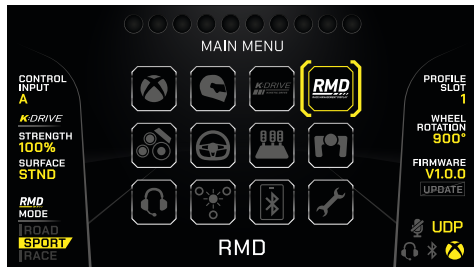 MAIN MENU
CONTROL
INPUT
A
K-DRIVE
STRENGTH
100%
SURFACE
STND
RMD
MODE
ROAD
SPORT
RACE
K-DRIVE
RMD
RMD
PROFILE
SLOT
1
WHEEL
ROTATION
900°
FIRMWARE
V1.0.0
UPDATE
UDP